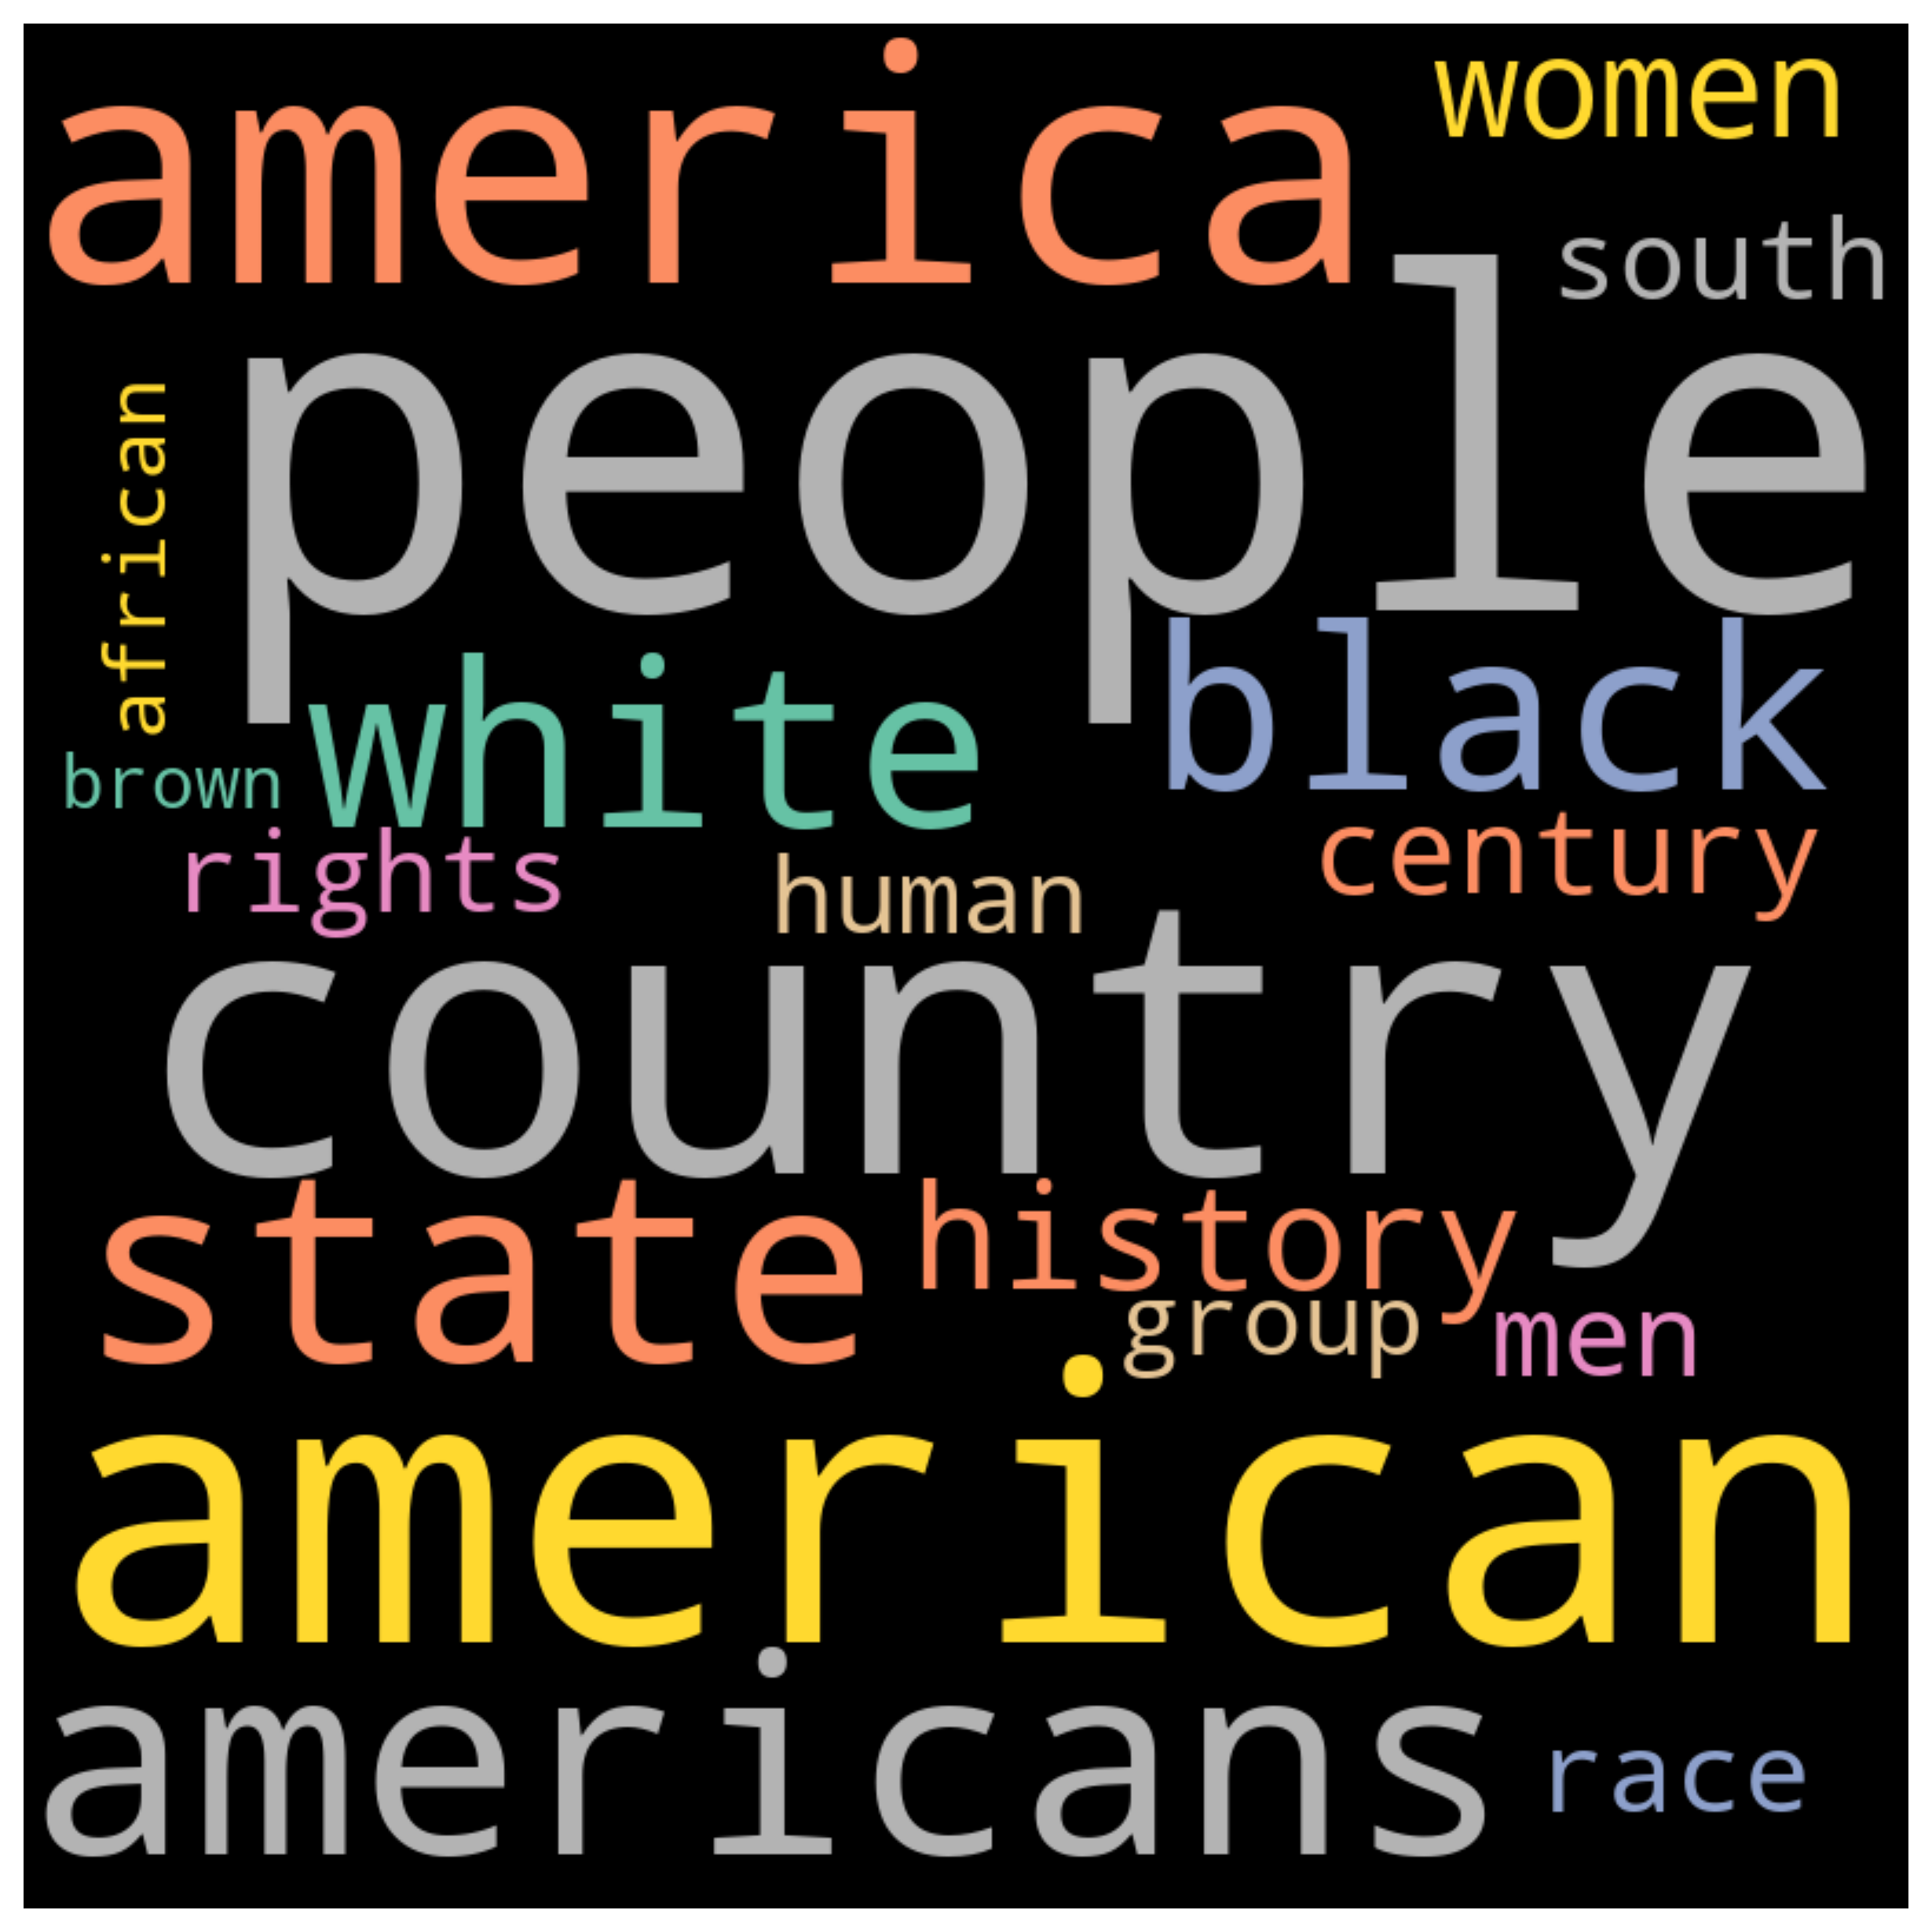 america
women
south
people
african
white
black
brown
rights
human
century
country
state
history
group
men
american
americans
race